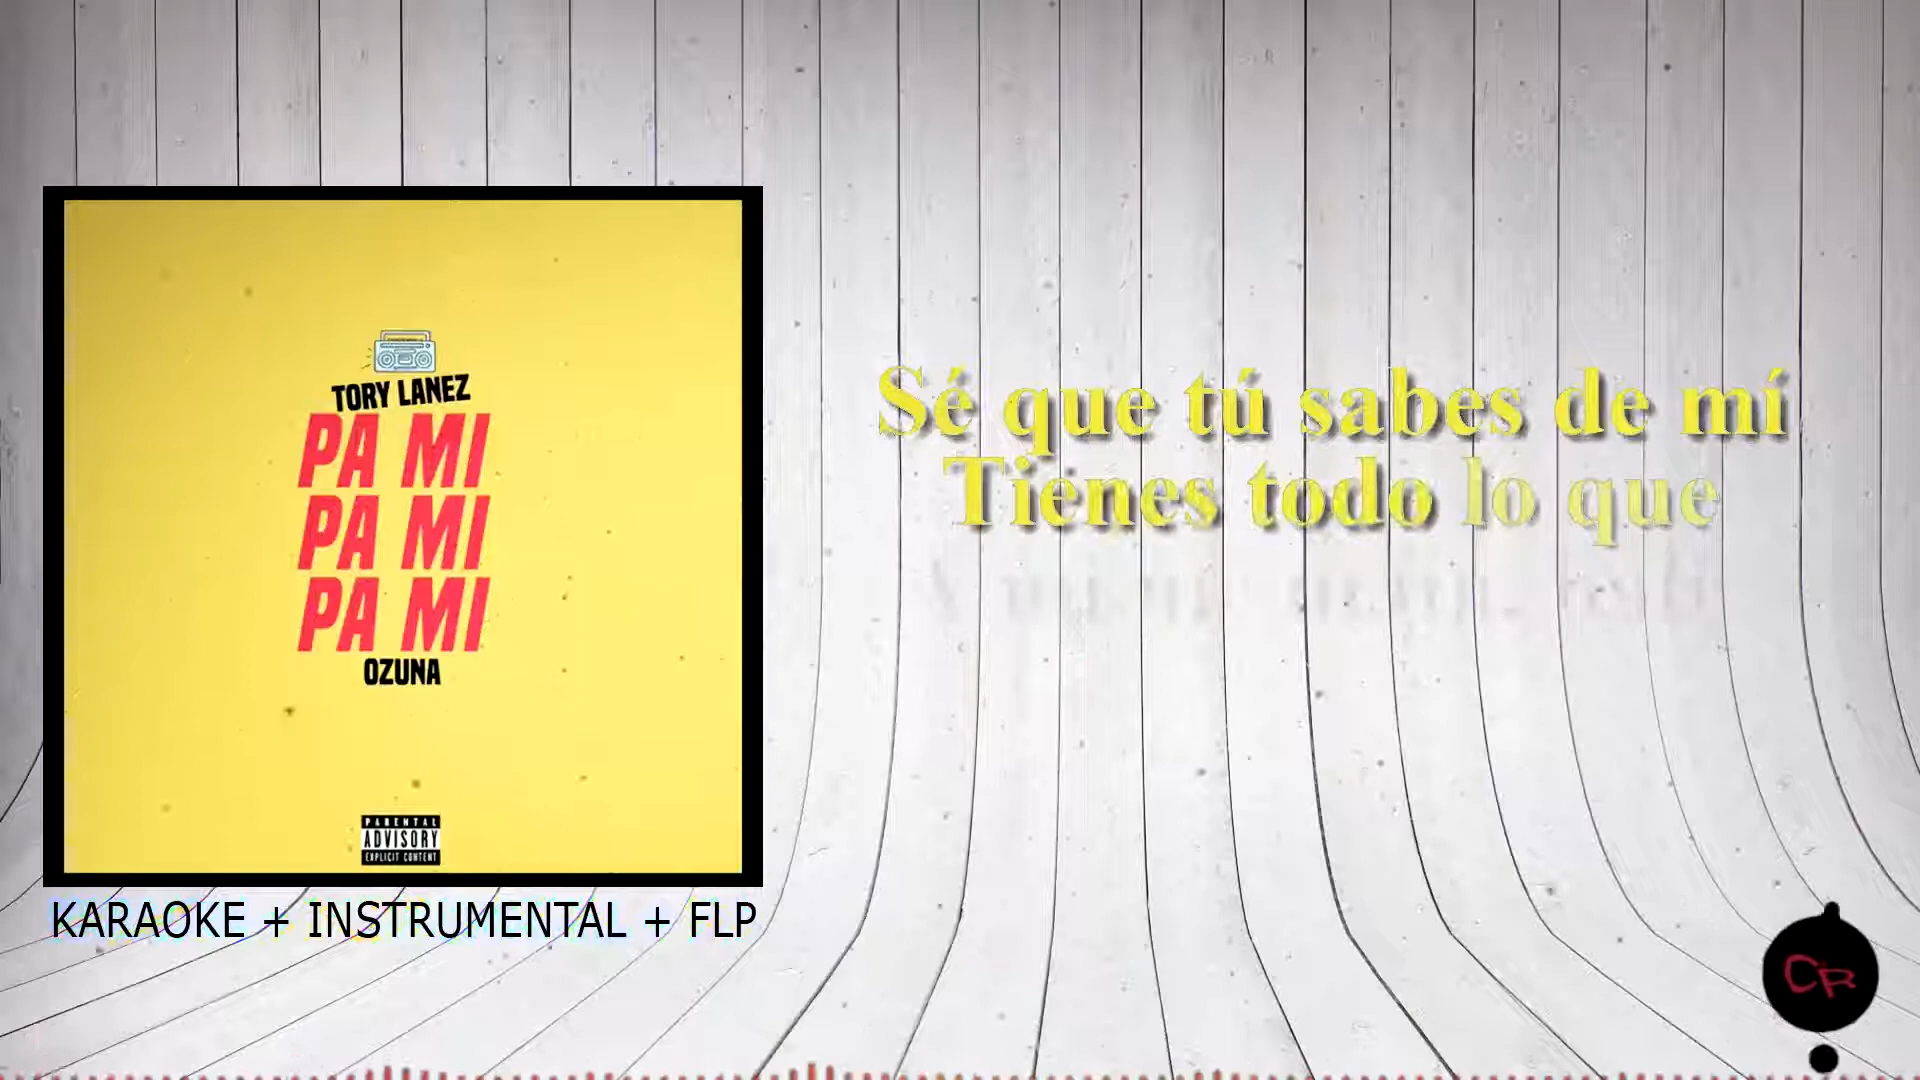 TORY LANEZ
PA MI
PA MI
PA MI
OZUNA
PARENTAL
ADVISORY
EXPLICIT CONTENT
KARAOKE + INSTRUMENTAL + FLP
Sé que tú sabes de mí
Tienes todo lo que
CR